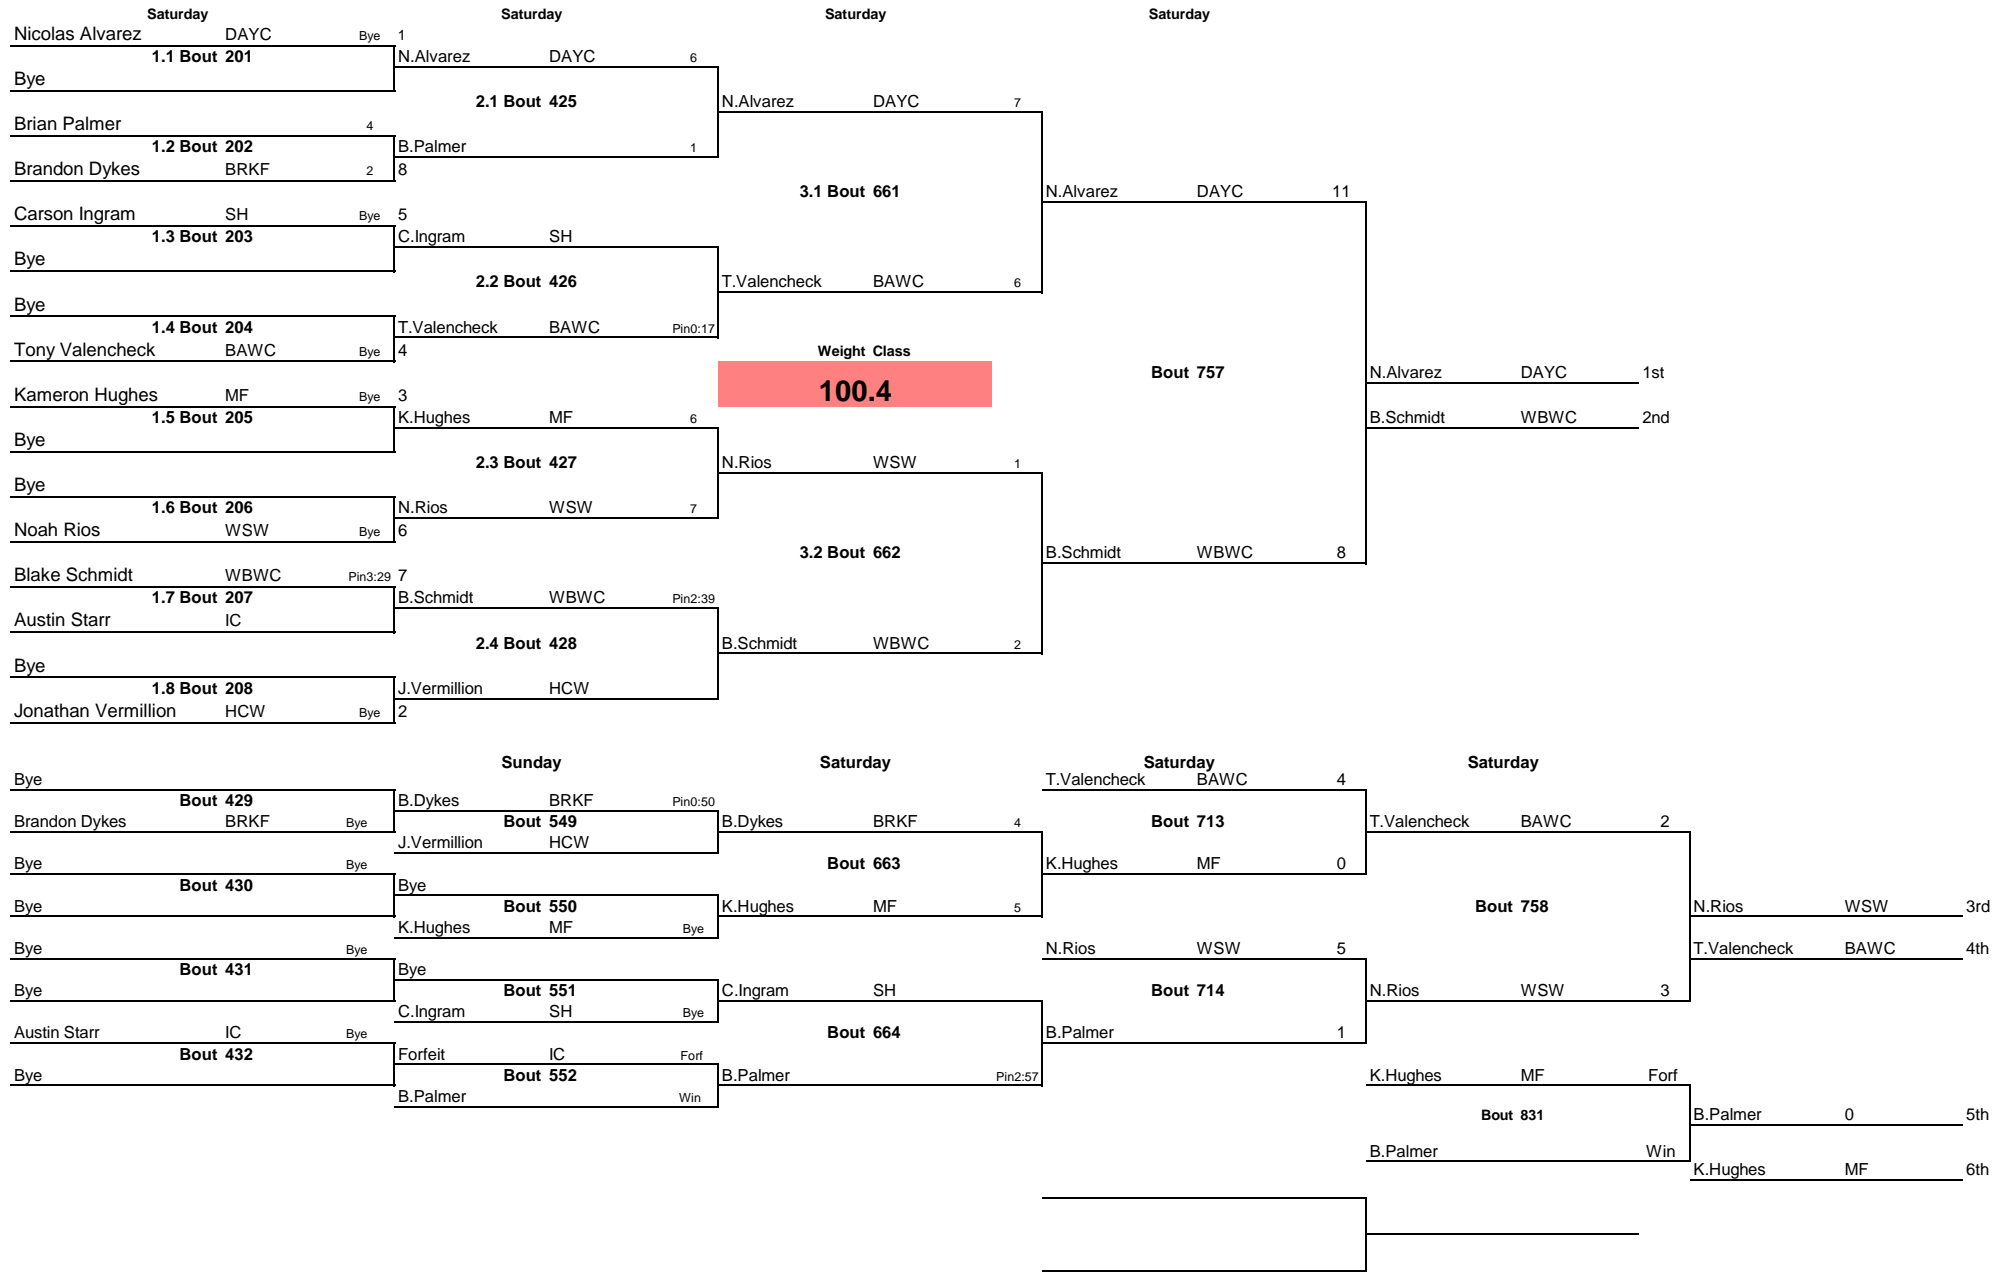 Saturday Saturday Saturday Saturday
Nicolas Alvarez DAYC Bye 1
1.1 Bout 201 N.Alvarez DAYC 6
Bye
2.1 Bout 425 N.Alvarez DAYC 7
Brian Palmer 4
1.2 Bout 202 B.Palmer 1
Brandon Dykes BRKF 2 8
3.1 Bout 661 N.Alvarez DAYC 11
Carson Ingram SH Bye 5
1.3 Bout 203 C.Ingram SH
Bye
2.2 Bout 426 T.Valencheck BAWC 6
Bye
1.4 Bout 204 T.Valencheck BAWC Pin0:17
Tony Valencheck BAWC Bye 4 Weight Class
Bout 757 N.Alvarez DAYC 1st
Kameron Hughes MF Bye 3 100.4
1.5 Bout 205 K.Hughes MF 6 B.Schmidt WBWC 2nd
Bye
2.3 Bout 427 N.Rios WSW 1
Bye
1.6 Bout 206 N.Rios WSW 7
Noah Rios WSW Bye 6
3.2 Bout 662 B.Schmidt WBWC 8
Blake Schmidt WBWC Pin3:29 7
1.7 Bout 207 B.Schmidt WBWC Pin2:39
Austin Starr IC
2.4 Bout 428 B.Schmidt WBWC 2
Bye
1.8 Bout 208 J.Vermillion HCW
Jonathan Vermillion HCW Bye 2
Sunday Saturday Saturday Saturday
Bye T.Valencheck BAWC 4
Bout 429 B.Dykes BRKF Pin0:50
Brandon Dykes BRKF Bye Bout 549 B.Dykes BRKF 4 Bout 713 T.Valencheck BAWC 2
J.Vermillion HCW
Bye Bye Bout 663 K.Hughes MF 0
Bout 430 Bye
Bye Bout 550 K.Hughes MF 5 Bout 758 N.Rios WSW 3rd
K.Hughes MF Bye
Bye Bye N.Rios WSW 5 T.Valencheck BAWC 4th
Bout 431 Bye
Bye Bout 551 C.Ingram SH Bout 714 N.Rios WSW 3
C.Ingram SH Bye
Austin Starr IC Bye Bout 664 B.Palmer 1
Bout 432 Forfeit IC Forf
Bye Bout 552 B.Palmer Pin2:57 K.Hughes MF Forf
B.Palmer Win
Bout 831 B.Palmer 0 5th
B.Palmer Win
K.Hughes MF 6th